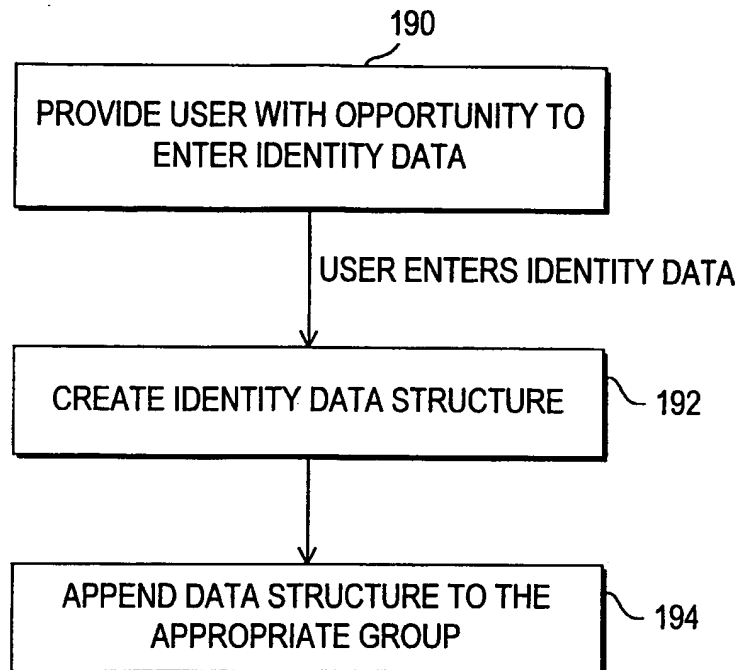 190
PROVIDE USER WITH OPPORTUNITY TO
ENTER IDENTITY DATA
USER ENTERS IDENTITY DATA
CREATE IDENTITY DATA STRUCTURE
192
APPEND DATA STRUCTURE TO THE
APPROPRIATE GROUP
194